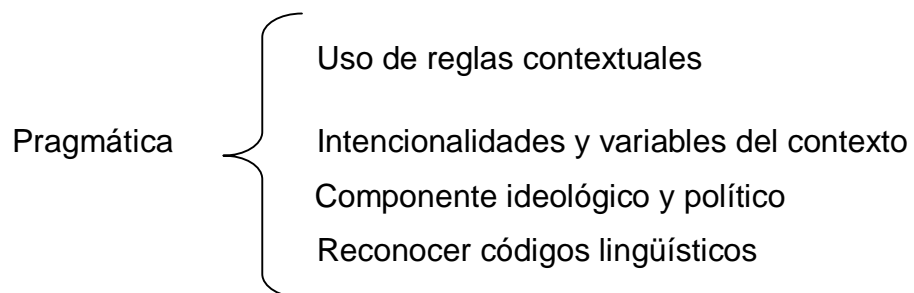 Uso de reglas contextuales
Pragmática
Intencionalidades y variables del contexto
Componente ideológico y político
Reconocer códigos lingüísticos